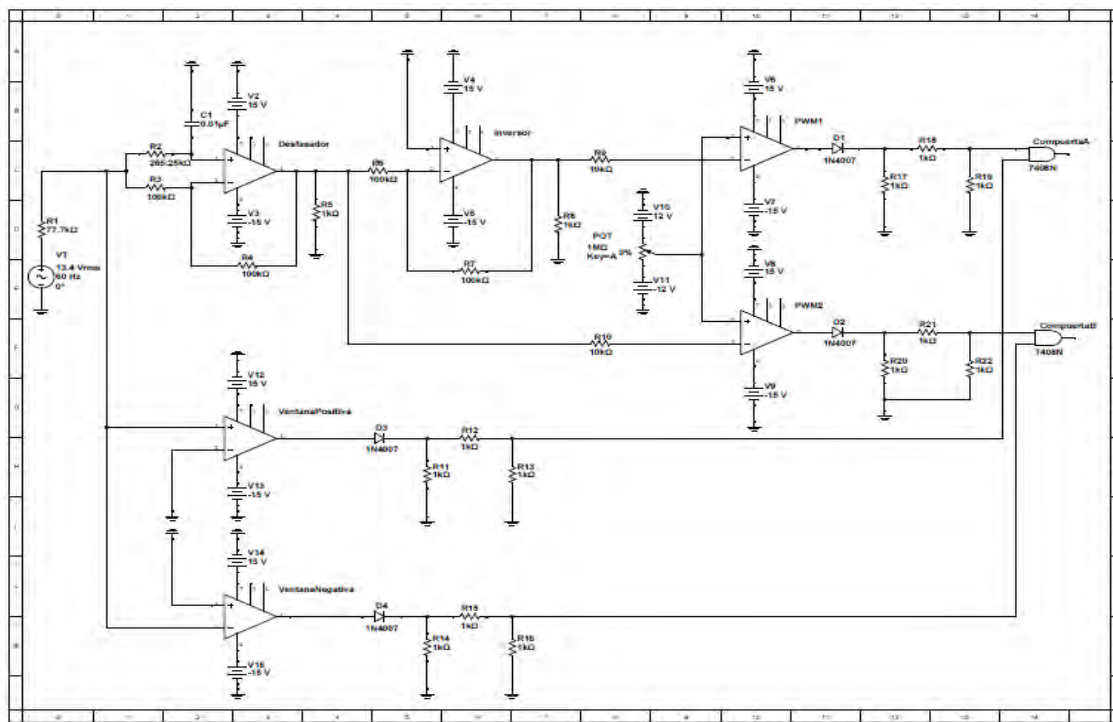 V2
15 V
C1
0.01µF
Desfasador
R2
265.25kΩ
R3
100kΩ
V3
-15 V
R4
100kΩ
R5
1kΩ
R1
77.7kΩ
VT
13.4 Vrms
60 Hz
0°
V4
15 V
Inversor
R6
100kΩ
V5
-15 V
R7
100kΩ
R8
1kΩ
R9
10kΩ
V10
12 V
POT
1MΩ
Key=A
0%
V11
-12 V
R10
10kΩ
V6
15 V
PWM1
V7
-15 V
D1
1N4007
R17
1kΩ
R18
1kΩ
R19
1kΩ
CompuertaA
7408N
V8
15 V
PWM2
V9
-15 V
D2
1N4007
R20
1kΩ
R21
1kΩ
R22
1kΩ
CompuertaB
7408N
V12
15 V
VentanaPositiva
V13
-15 V
D3
1N4007
R11
1kΩ
R12
1kΩ
R13
1kΩ
V14
15 V
VentanaNegativa
V15
-15 V
D4
1N4007
R14
1kΩ
R15
1kΩ
R16
1kΩ